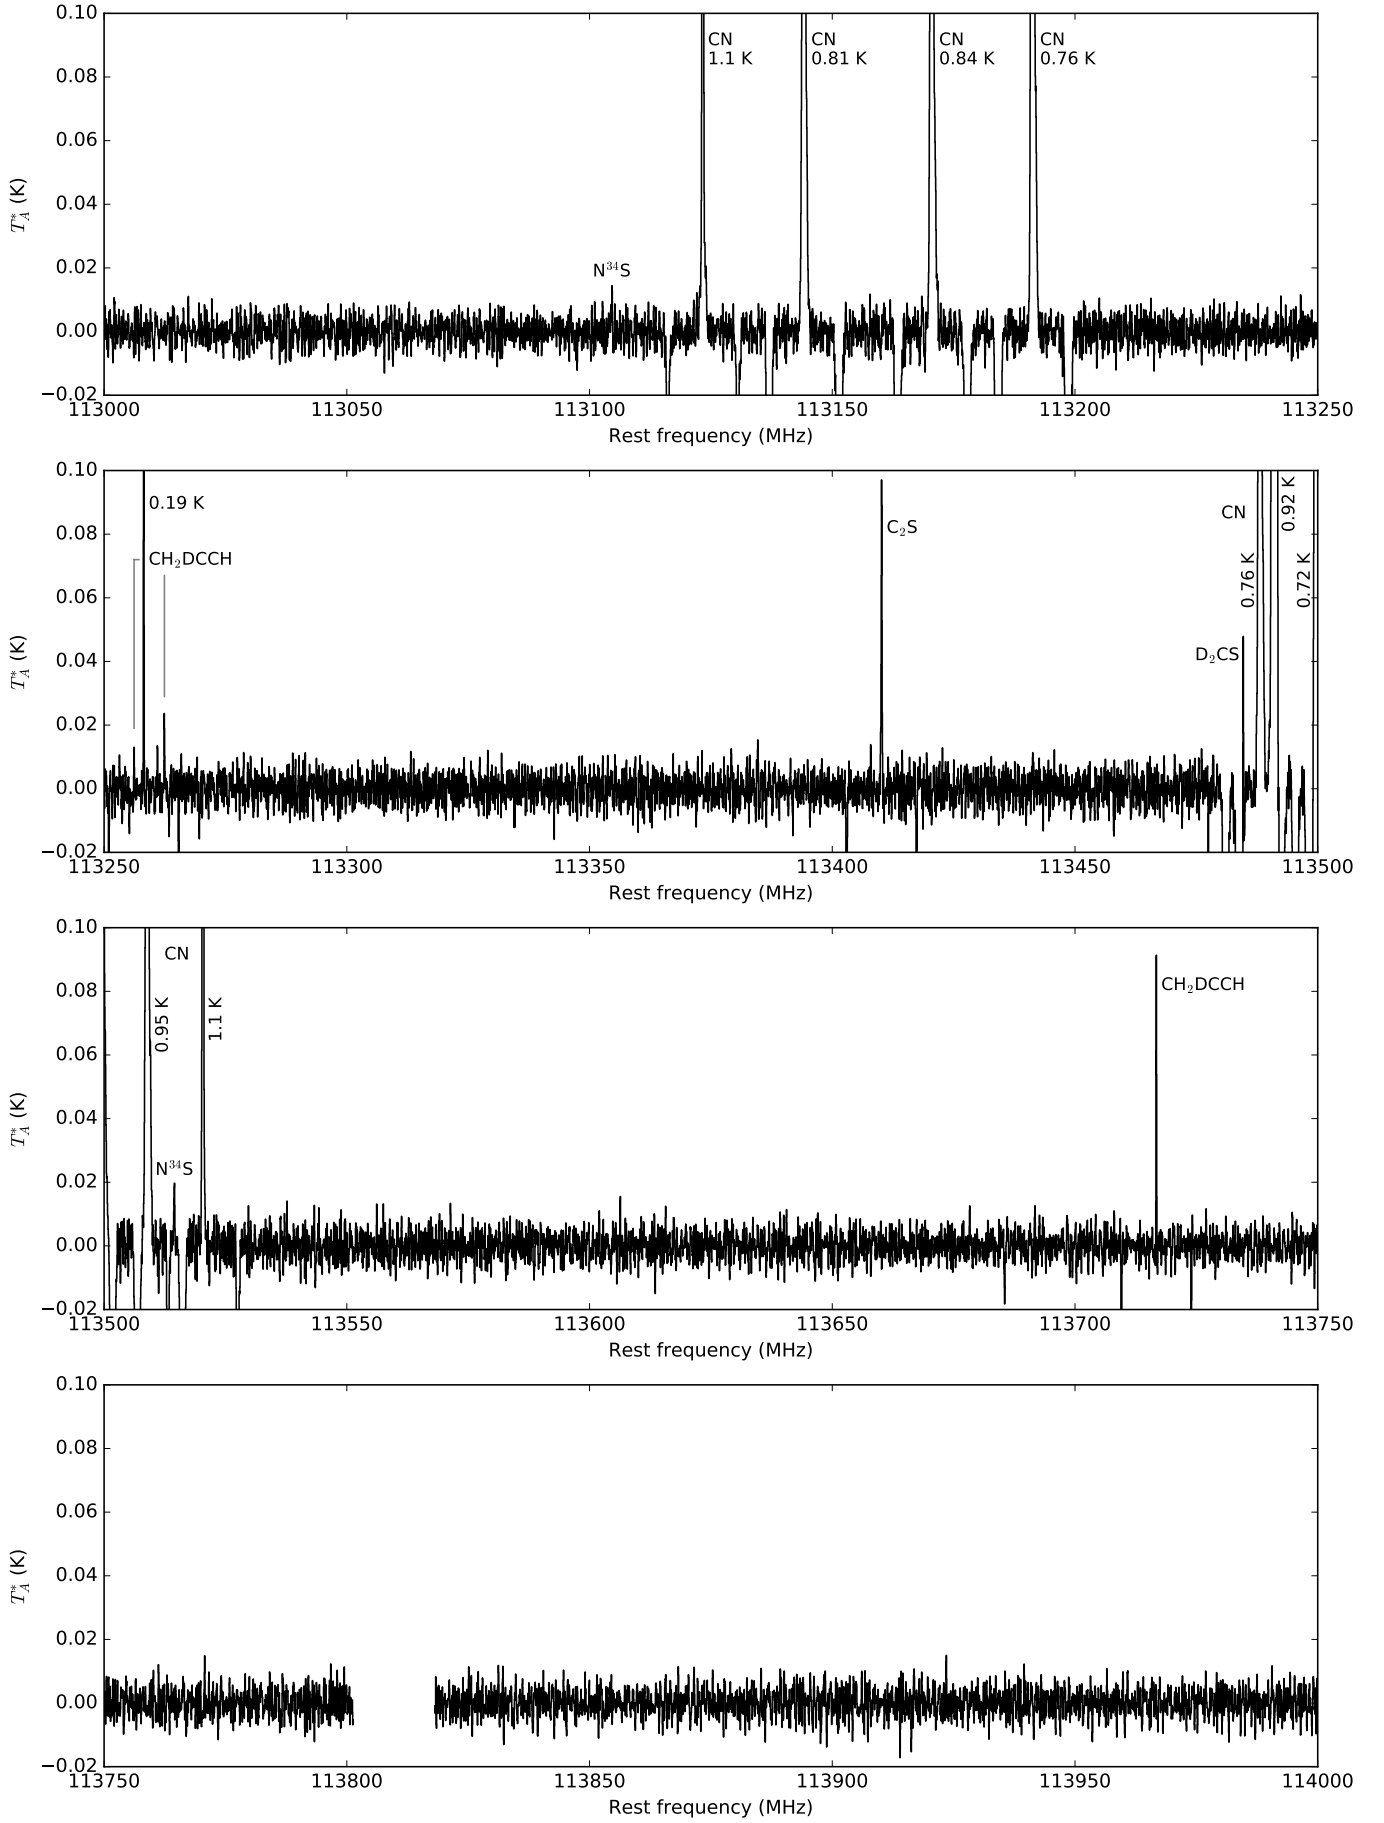 0.10
CN CN CN CN
1.1 K 0.81 K 0.84 K 0.76 K
0.08
0.06
0.04
0.02
N³⁴S
0.00
−0.02
T*A (K)
113000 113050 113100 113150 113200 113250
Rest frequency (MHz)
0.10
0.19 K
0.08
CH₂DCCH
C₂S
CN
0.92 K
0.76 K
0.72 K
0.06
0.04
D₂CS
0.02
0.00
−0.02
T*A (K)
113250 113300 113350 113400 113450 113500
Rest frequency (MHz)
0.10
CN
0.95 K
1.1 K
CH₂DCCH
0.08
0.06
0.04
0.02
N³⁴S
0.00
−0.02
T*A (K)
113500 113550 113600 113650 113700 113750
Rest frequency (MHz)
0.10
0.08
0.06
0.04
0.02
0.00
−0.02
T*A (K)
113750 113800 113850 113900 113950 114000
Rest frequency (MHz)